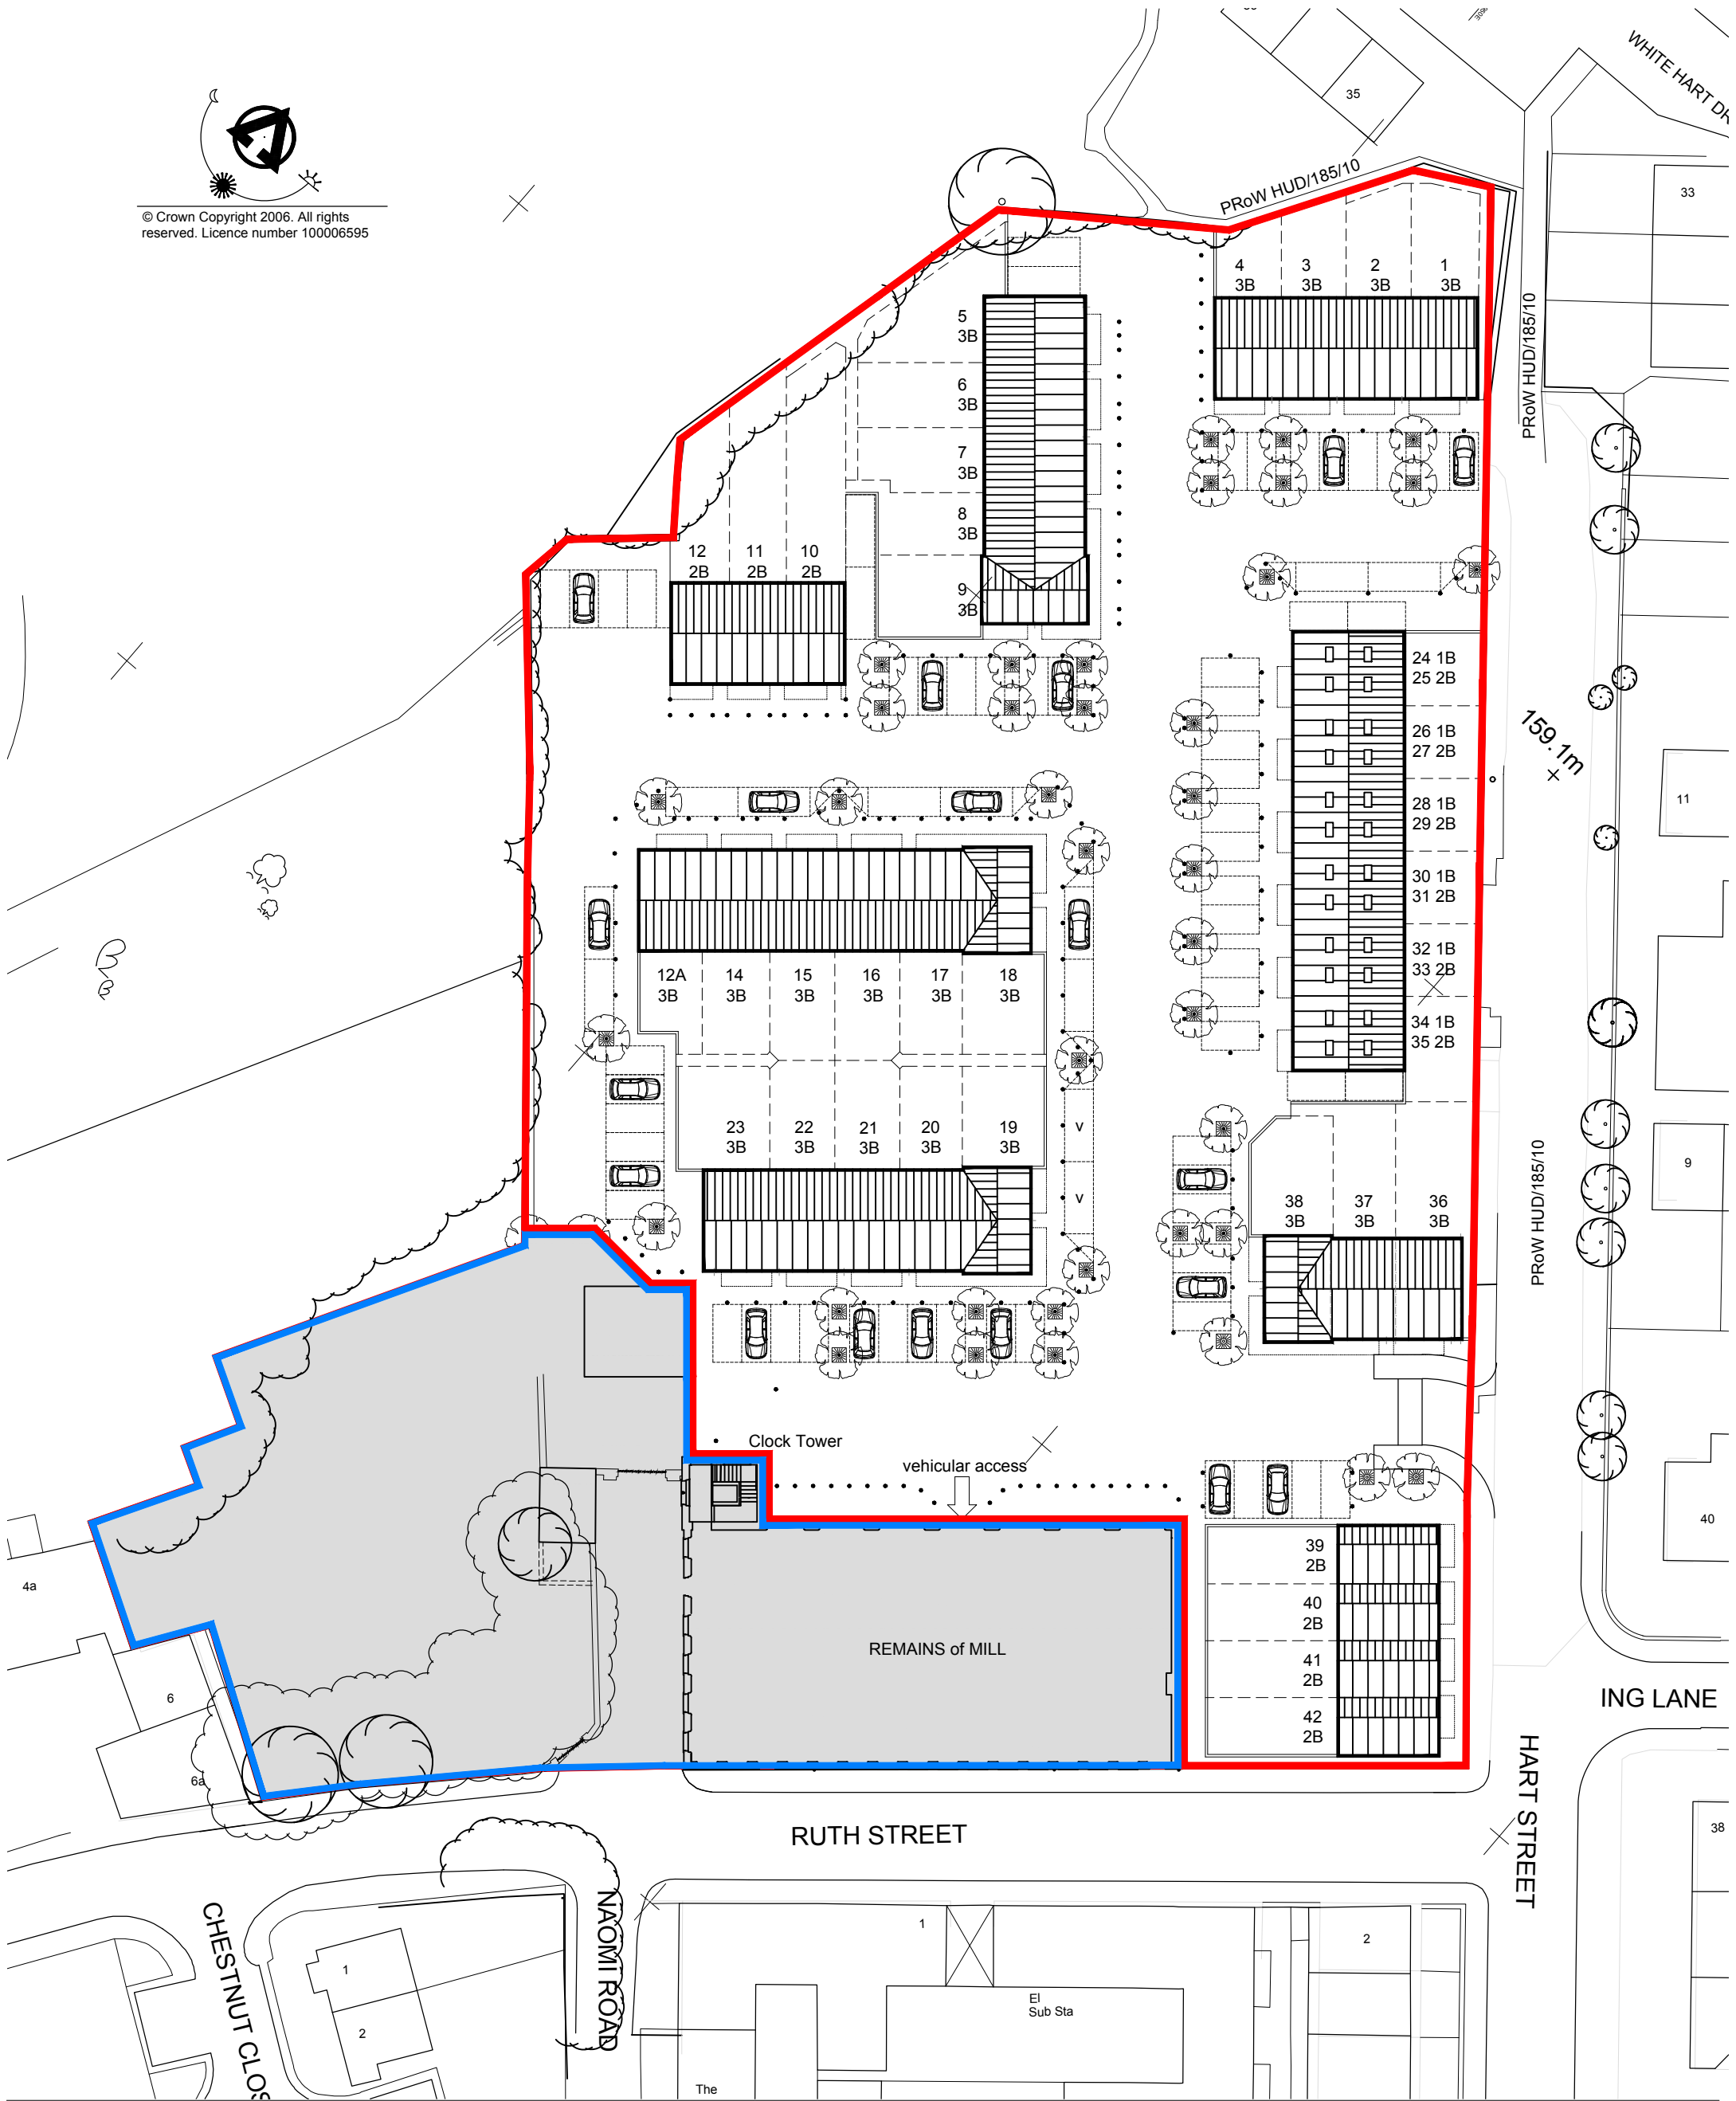 © Crown Copyright 2006. All rights
reserved. Licence number 100006595
35
WHITE HART DR
33
PRoW HUD/185/10
4
3B
3
3B
2
3B
1
3B
PRoW HUD/185/10
5
3B
6
3B
7
3B
8
3B
9
3B
12
2B
11
2B
10
2B
24 1B
25 2B
26 1B
27 2B
28 1B
29 2B
30 1B
31 2B
32 1B
33 2B
34 1B
35 2B
159.1m
11
12A
3B
14
3B
15
3B
16
3B
17
3B
18
3B
23
3B
22
3B
21
3B
20
3B
19
3B
V
V
38
3B
37
3B
36
3B
PRoW HUD/185/10
9
Clock Tower
vehicular access
40
39
2B
40
2B
41
2B
42
2B
REMAINS of MILL
4a
6
6a
ING LANE
HART STREET
RUTH STREET
38
NAOMI ROAD
CHESTNUT CLOS
1
2
1
2
El
Sub Sta
The